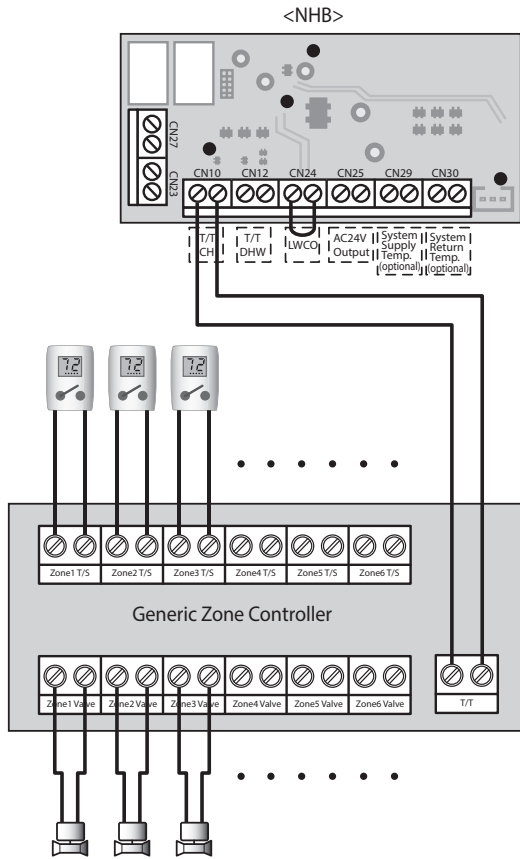 <NHB>
CN27
CN23
CN10 CN12 CN24 CN25 CN29 CN30
T/T CH
T/T DHW
LWCO
AC24V Output
System Supply Temp. (optional)
System Return Temp. (optional)
72 72 72
Zone1 T/S Zone2 T/S Zone3 T/S Zone4 T/S Zone5 T/S Zone6 T/S
Generic Zone Controller
Zone1 Valve Zone2 Valve Zone3 Valve Zone4 Valve Zone5 Valve Zone6 Valve
T/T